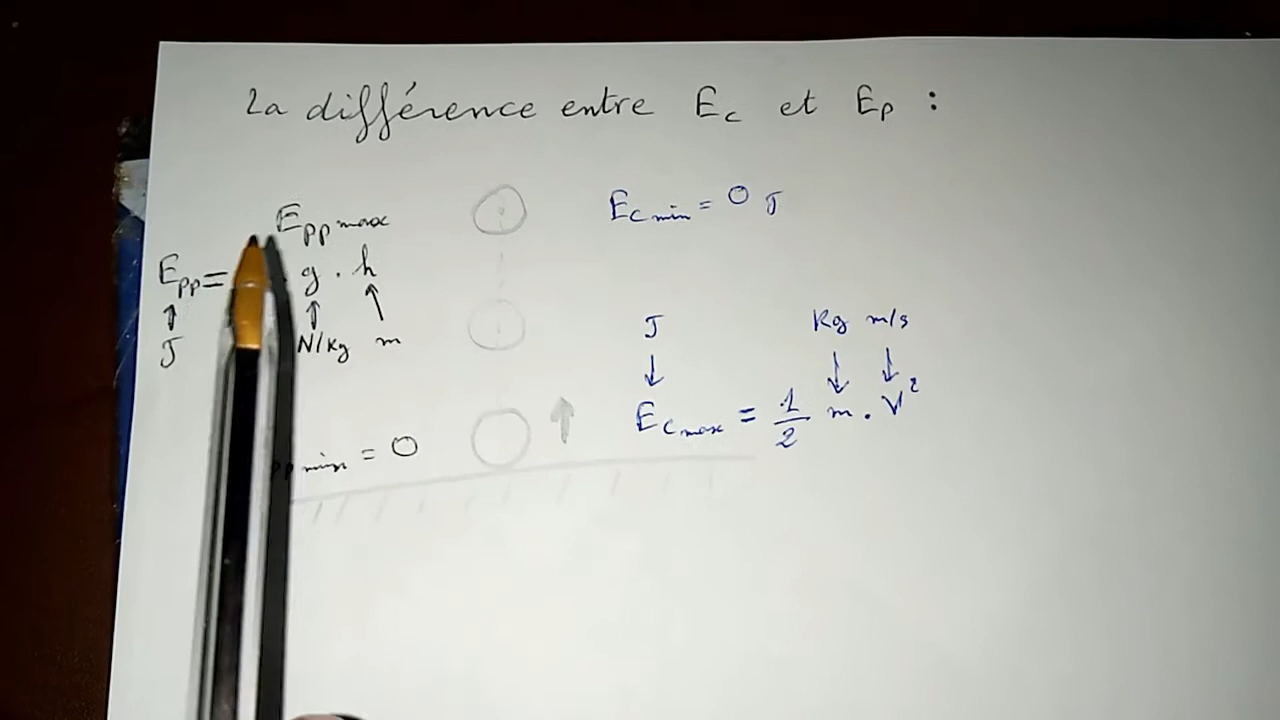 La différence entre Ec et Ep :
Epp max
Ec min = 0 J
Epp = . g . h
J
N/kg m
J
Kg m/s
Ec max = 1/2 m . V²
pp min = 0